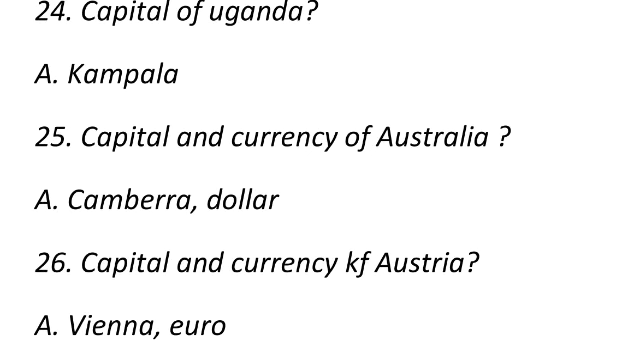 24. Capital of uganda?
A. Kampala
25. Capital and currency of Australia ?
A. Camberra, dollar
26. Capital and currency kf Austria?
A. Vienna, euro